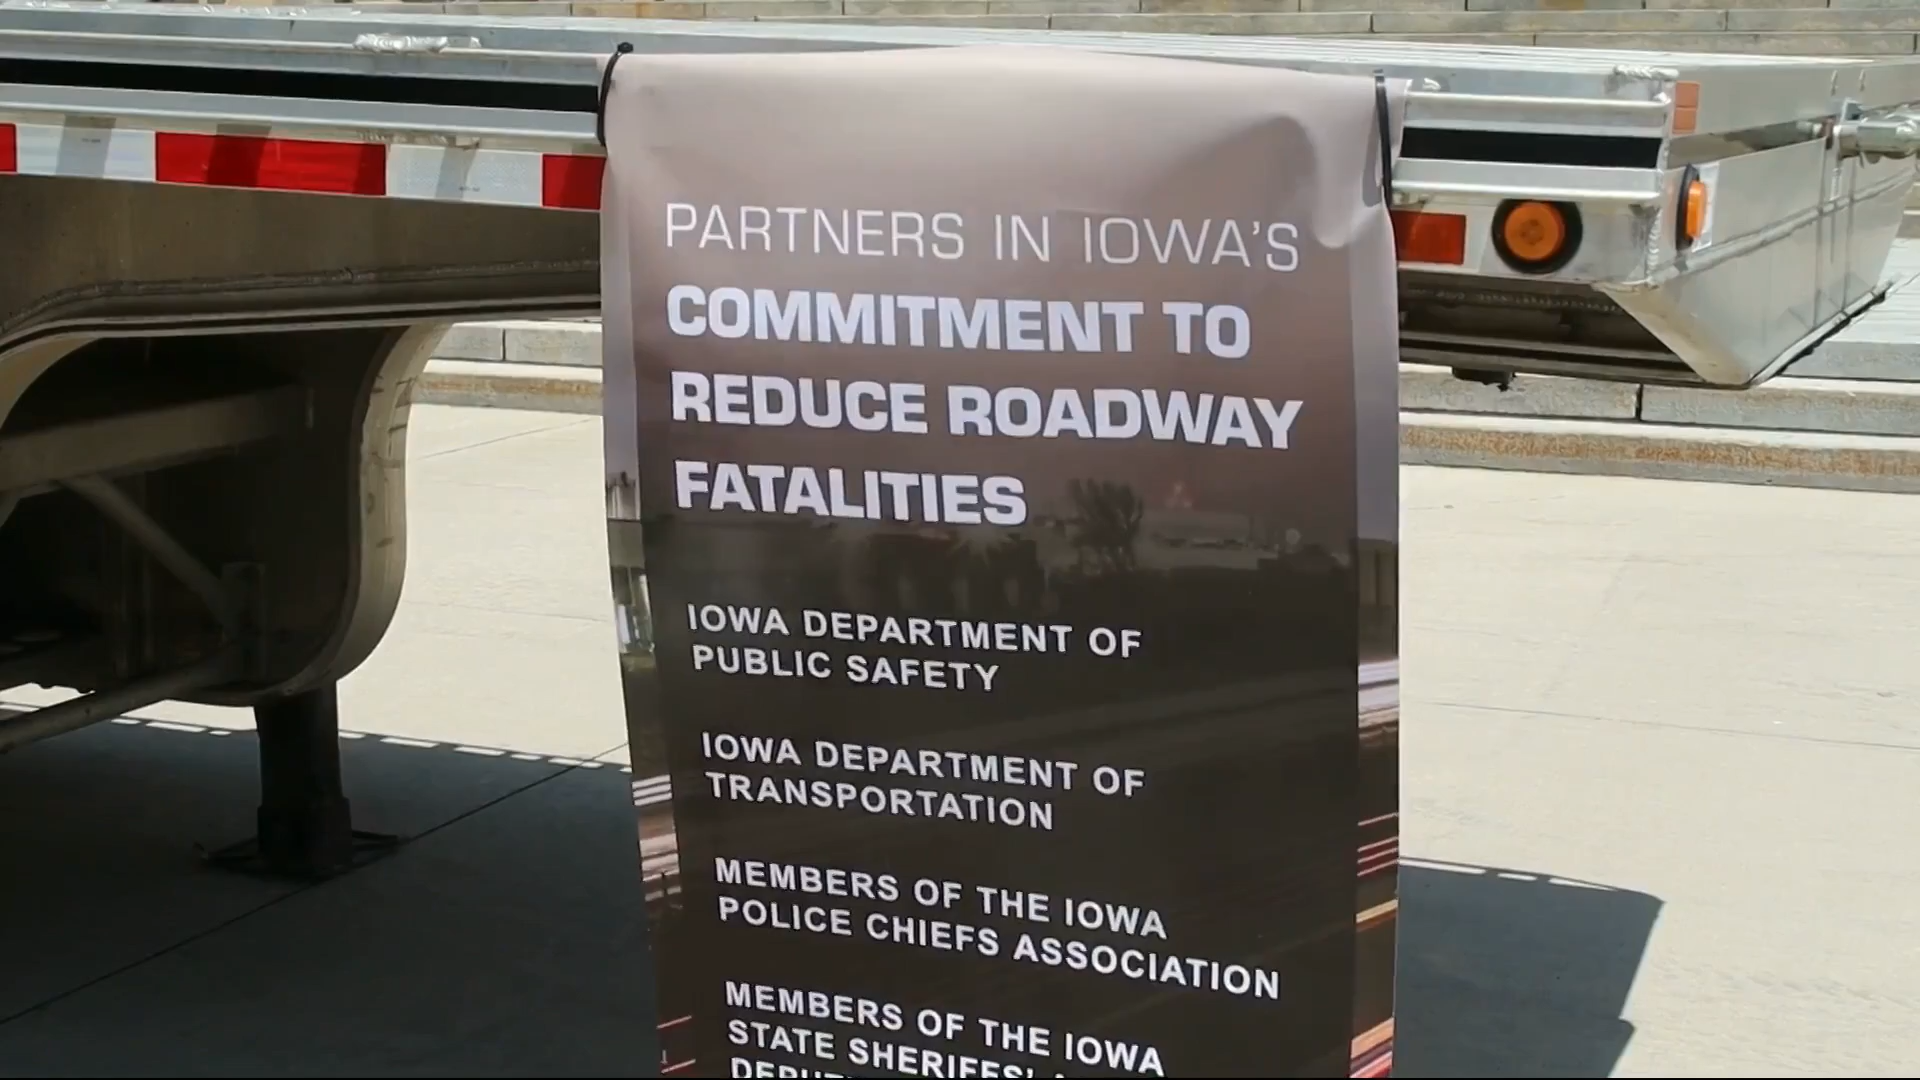 PARTNERS IN IOWA'S
COMMITMENT TO
REDUCE ROADWAY
FATALITIES
IOWA DEPARTMENT OF
PUBLIC SAFETY
IOWA DEPARTMENT OF
TRANSPORTATION
MEMBERS OF THE IOWA
POLICE CHIEFS ASSOCIATION
MEMBERS OF THE IOWA
STATE SHERIFFS'